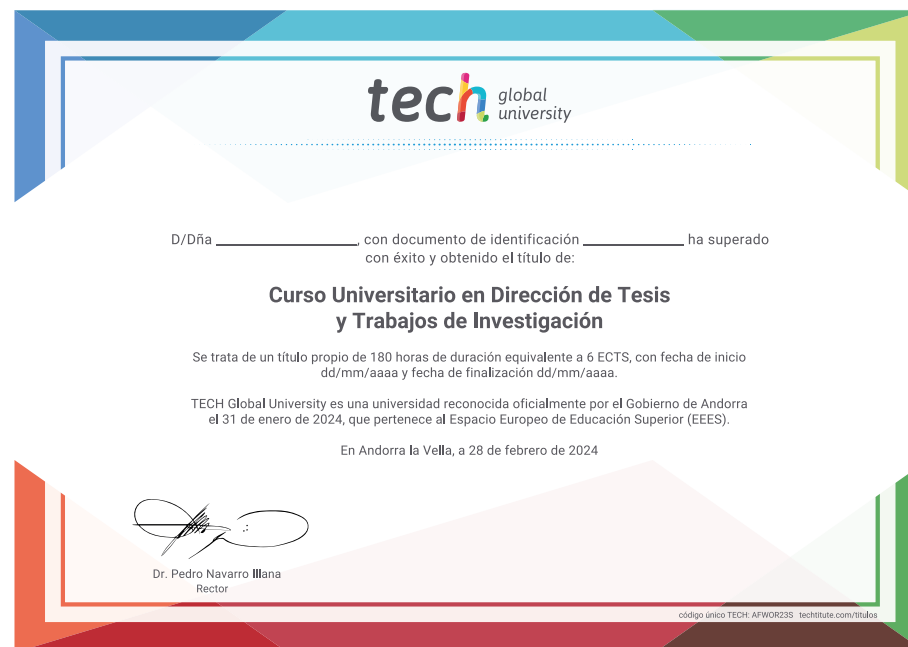 tech global university
D/Dña ________________, con documento de identificación ____________ ha superado
con éxito y obtenido el título de:
Curso Universitario en Dirección de Tesis
y Trabajos de Investigación
Se trata de un título propio de 180 horas de duración equivalente a 6 ECTS, con fecha de inicio
dd/mm/aaaa y fecha de finalización dd/mm/aaaa.
TECH Global University es una universidad reconocida oficialmente por el Gobierno de Andorra
el 31 de enero de 2024, que pertenece al Espacio Europeo de Educación Superior (EEES).
En Andorra la Vella, a 28 de febrero de 2024
Dr. Pedro Navarro Illana
Rector
código único TECH: AFWOR23S techtitute.com/titulos